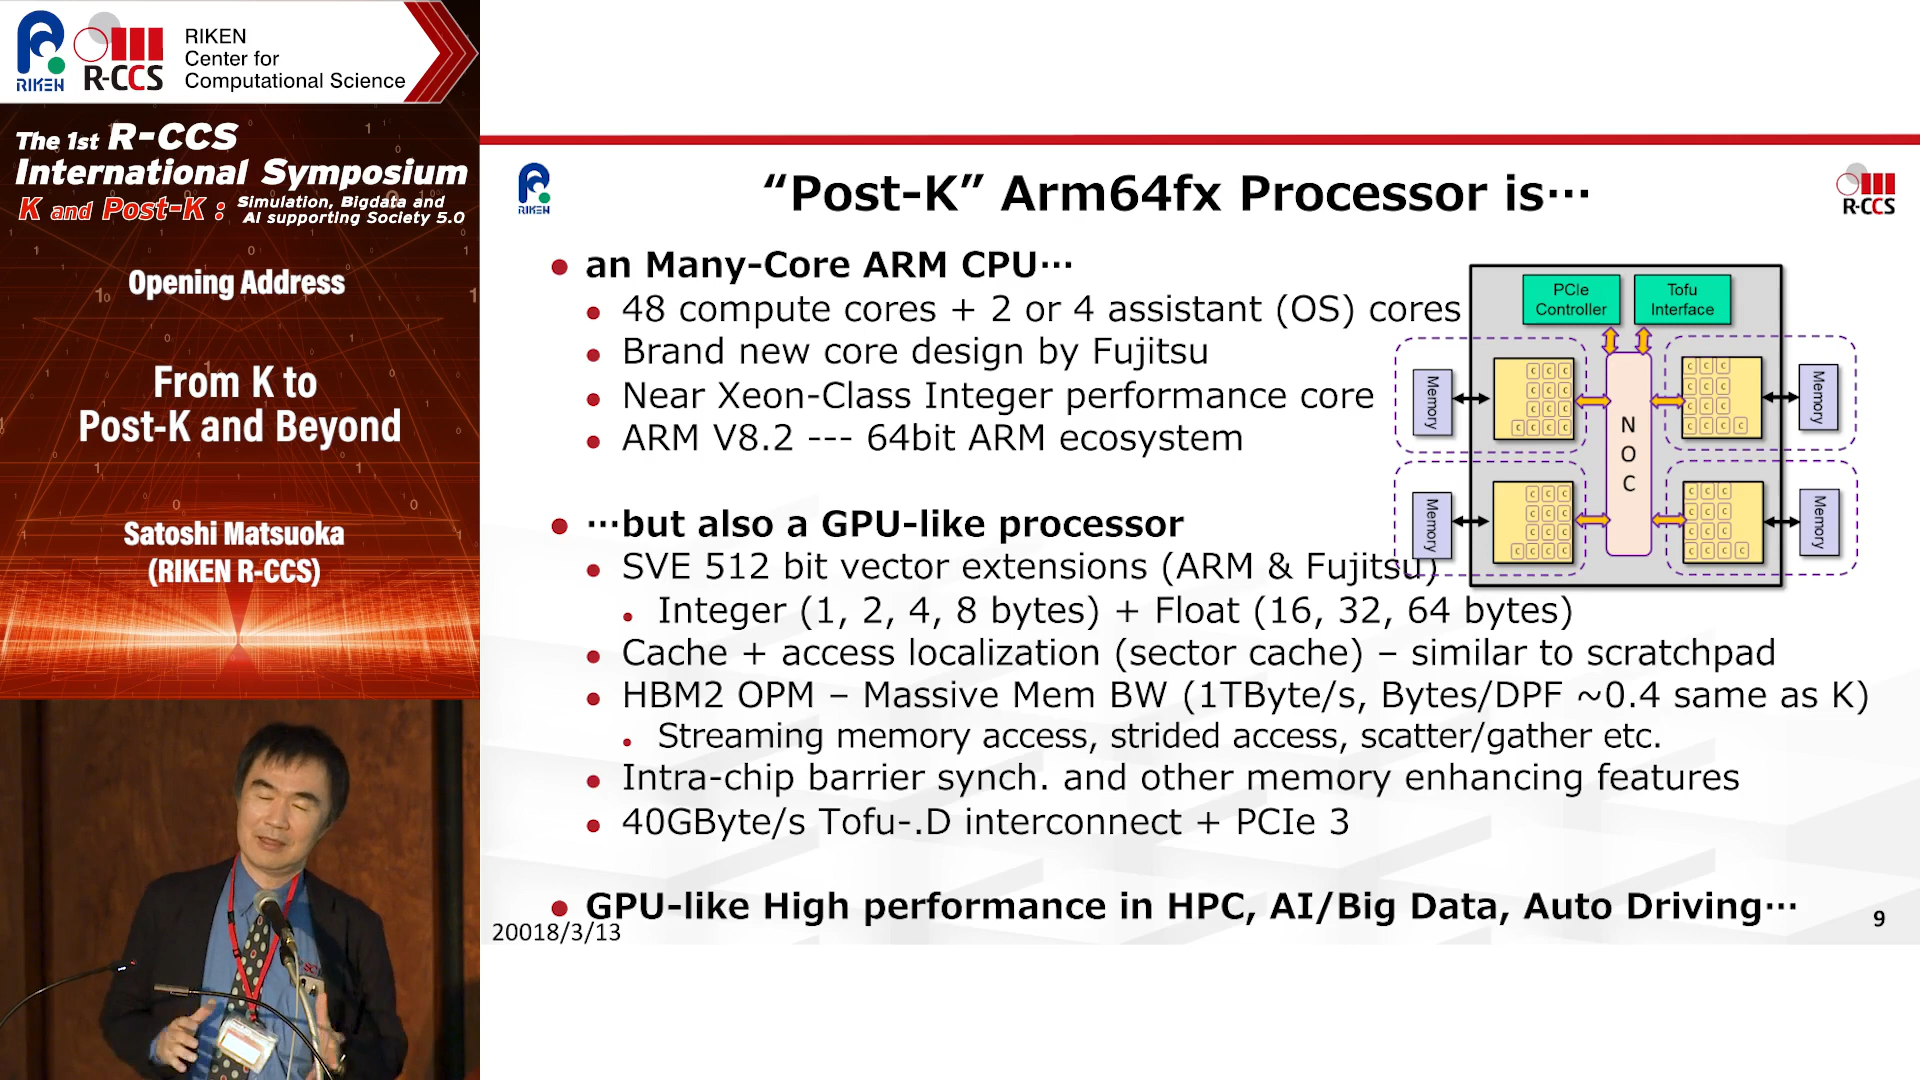 RIKEN
R-CCS
RIKEN
Center for
Computational Science
The 1st R-CCS
International Symposium
K and Post-K : Simulation, Bigdata and
AI supporting Society 5.0
Opening Address
From K to
Post-K and Beyond
Satoshi Matsuoka
(RIKEN R-CCS)
RIKEN
“Post-K” Arm64fx Processor is…
R-CCS
● an Many-Core ARM CPU…
● 48 compute cores + 2 or 4 assistant (OS) cores
● Brand new core design by Fujitsu
● Near Xeon-Class Integer performance core
● ARM V8.2 --- 64bit ARM ecosystem
● …but also a GPU-like processor
● SVE 512 bit vector extensions (ARM & Fujitsu)
● Integer (1, 2, 4, 8 bytes) + Float (16, 32, 64 bytes)
● Cache + access localization (sector cache) – similar to scratchpad
● HBM2 OPM – Massive Mem BW (1TByte/s, Bytes/DPF ~0.4 same as K)
● Streaming memory access, strided access, scatter/gather etc.
● Intra-chip barrier synch. and other memory enhancing features
● 40GByte/s Tofu-.D interconnect + PCIe 3
● GPU-like High performance in HPC, AI/Big Data, Auto Driving…
20018/3/13
9
PCIe
Controller
Tofu
Interface
Memory
C C C
C C C
C C C
C C C C
NOC
C C C
C C C
C C C
C C C C
Memory
Memory
C C C
C C C
C C C
C C C C
C C C
C C C
C C C
C C C C
Memory